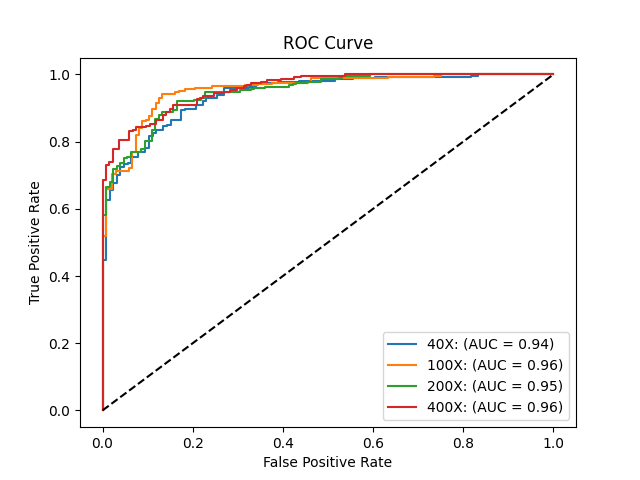 ROC Curve
True Positive Rate
1.0
0.8
0.6
0.4
0.2
0.0
0.0 0.2 0.4 0.6 0.8 1.0
False Positive Rate
40X: (AUC = 0.94)
100X: (AUC = 0.96)
200X: (AUC = 0.95)
400X: (AUC = 0.96)